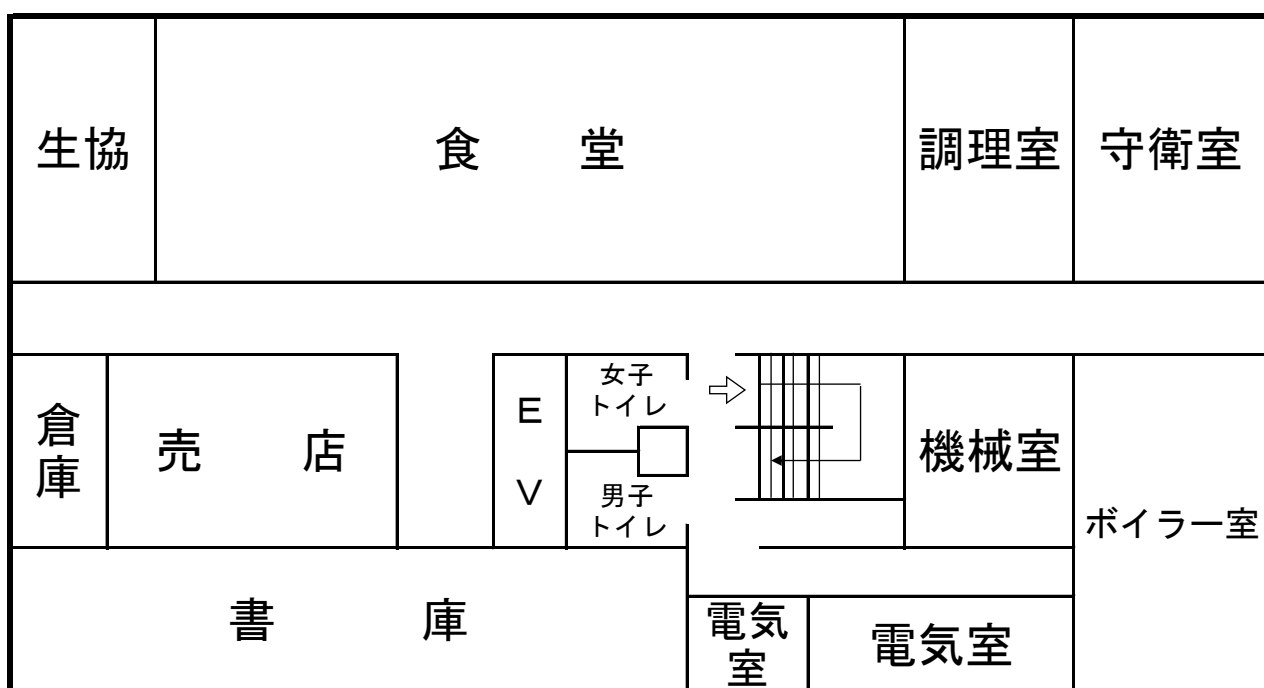 生協
食堂
調理室
守衛室
倉庫
売店
EV
女子
トイレ
男子
トイレ
機械室
ボイラー室
書庫
電気
室
電気室